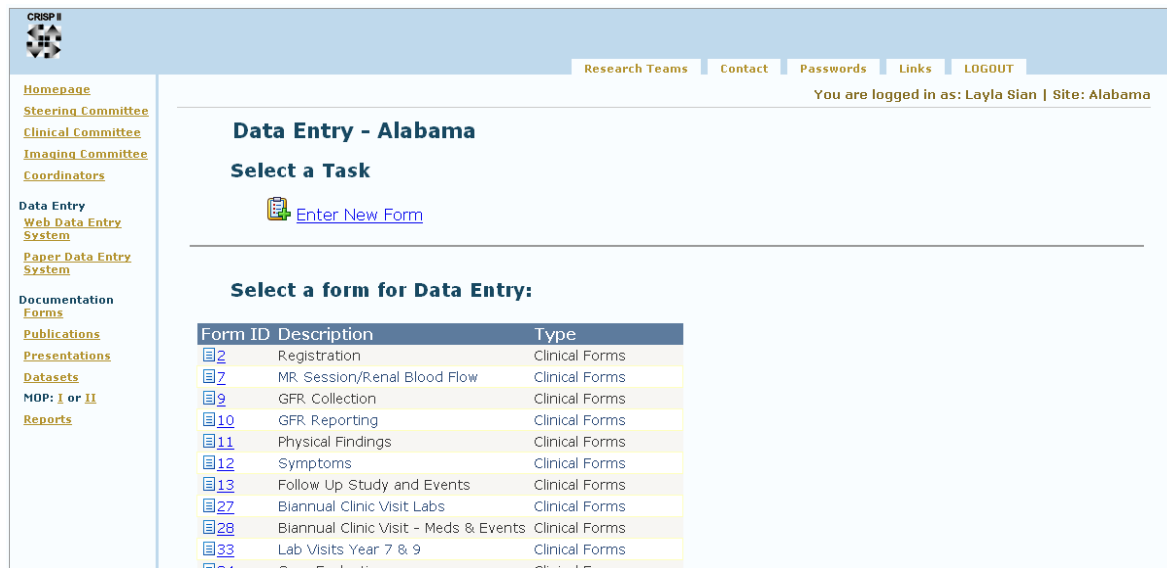 CRISP II
Research Teams Contact Passwords Links LOGOUT
You are logged in as: Layla Sian | Site: Alabama
Homepage
Steering Committee
Clinical Committee
Imaging Committee
Coordinators
Data Entry
Web Data Entry
System
Paper Data Entry
System
Documentation
Forms
Publications
Presentations
Datasets
MOP: I or II
Reports
Data Entry - Alabama
Select a Task
Enter New Form
Select a form for Data Entry:
Form ID Description Type
2 Registration Clinical Forms
7 MR Session/Renal Blood Flow Clinical Forms
9 GFR Collection Clinical Forms
10 GFR Reporting Clinical Forms
11 Physical Findings Clinical Forms
12 Symptoms Clinical Forms
13 Follow Up Study and Events Clinical Forms
27 Biannual Clinic Visit Labs Clinical Forms
28 Biannual Clinic Visit - Meds & Events Clinical Forms
33 Lab Visits Year 7 & 9 Clinical Forms